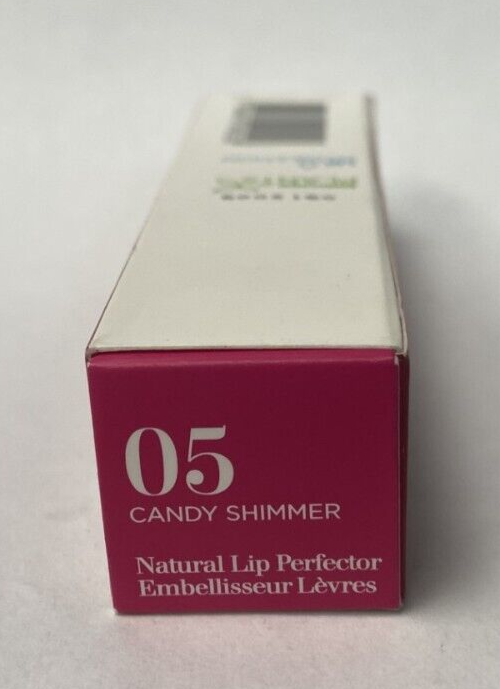 05
CANDY SHIMMER
Natural Lip Perfector
Embellisseur Lèvres